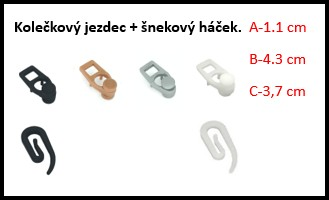 Kolečkový jezdec + šnekový háček. A-1.1 cm
B-4.3 cm
C-3,7 cm